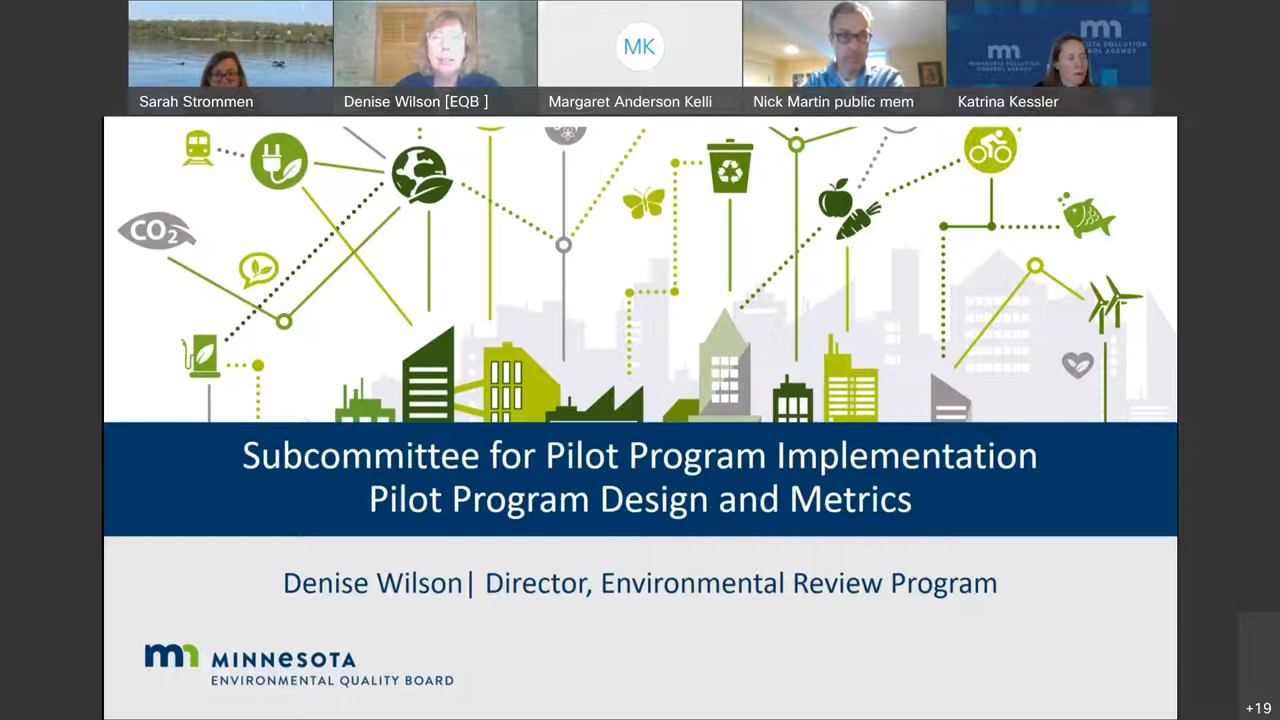 MK
Sarah Strommen
Denise Wilson [EQB ]
Margaret Anderson Kelli
Nick Martin public mem
Katrina Kessler
CO2
Subcommittee for Pilot Program Implementation
Pilot Program Design and Metrics
Denise Wilson| Director, Environmental Review Program
mn MINNESOTA
ENVIRONMENTAL QUALITY BOARD
+19